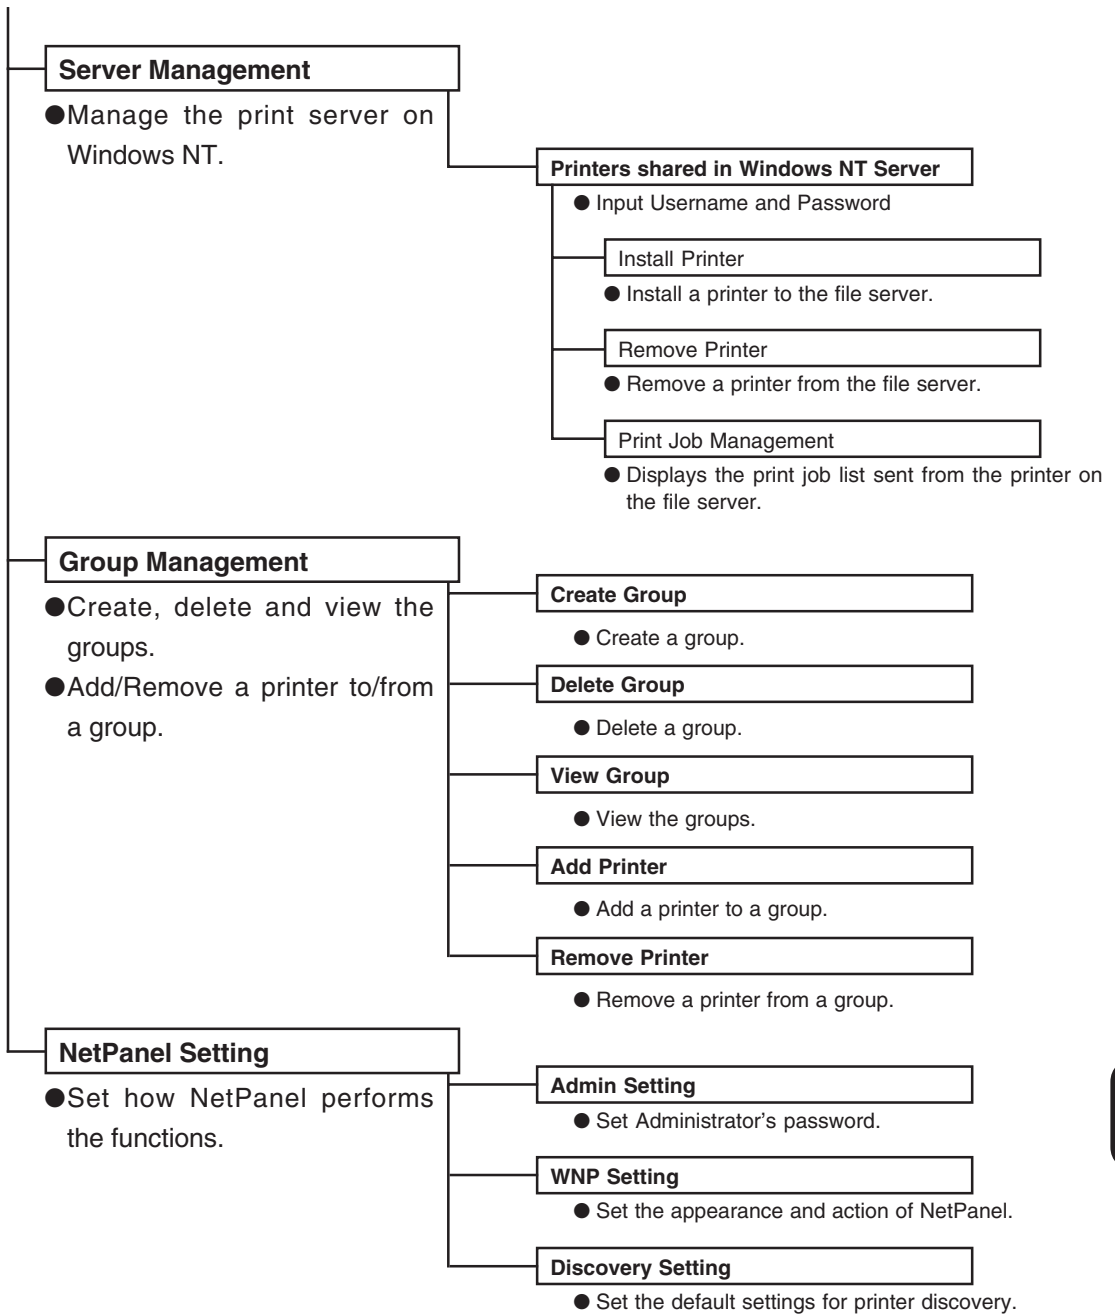 Server Management
●Manage the print server on
Windows NT.
Printers shared in Windows NT Server
● Input Username and Password
Install Printer
● Install a printer to the file server.
Remove Printer
● Remove a printer from the file server.
Print Job Management
● Displays the print job list sent from the printer on
the file server.
Group Management
●Create, delete and view the
groups.
●Add/Remove a printer to/from
a group.
Create Group
● Create a group.
Delete Group
● Delete a group.
View Group
● View the groups.
Add Printer
● Add a printer to a group.
Remove Printer
● Remove a printer from a group.
NetPanel Setting
●Set how NetPanel performs
the functions.
Admin Setting
● Set Administrator's password.
WNP Setting
● Set the appearance and action of NetPanel.
Discovery Setting
● Set the default settings for printer discovery.